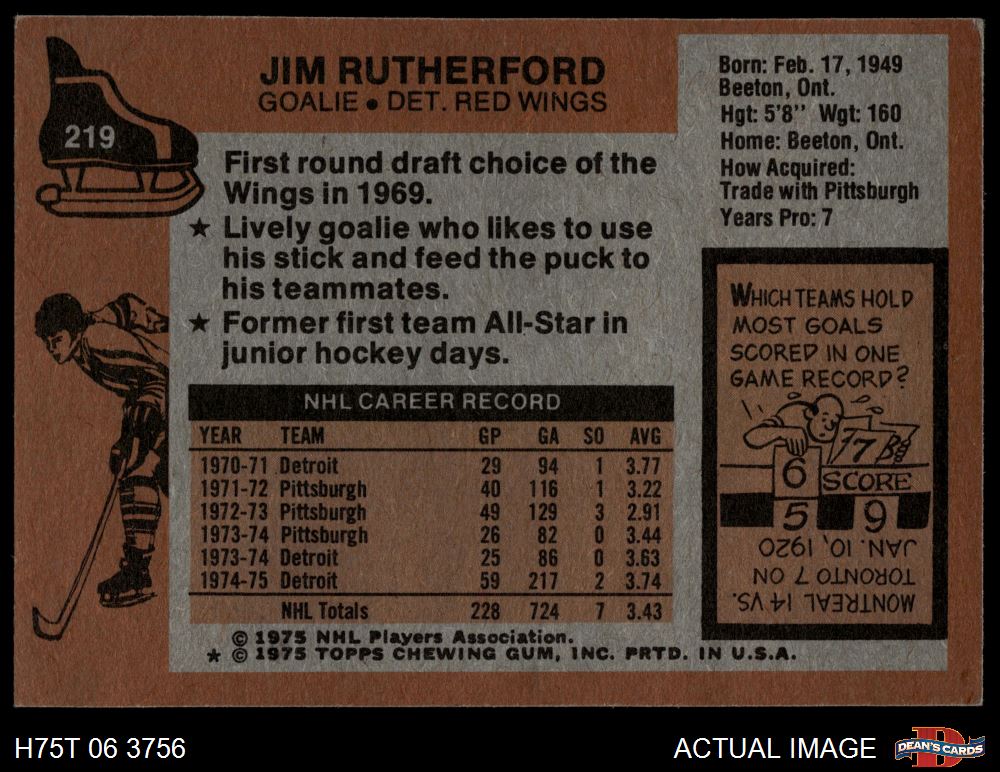 219
JIM RUTHERFORD
GOALIE • DET. RED WINGS
First round draft choice of the
Wings in 1969.
★ Lively goalie who likes to use
his stick and feed the puck to
his teammates.
★ Former first team All-Star in
junior hockey days.
NHL CAREER RECORD
YEAR TEAM GP GA SO AVG
1970-71 Detroit 29 94 1 3.77
1971-72 Pittsburgh 40 116 1 3.22
1972-73 Pittsburgh 49 129 3 2.91
1973-74 Pittsburgh 26 82 0 3.44
1973-74 Detroit 25 86 0 3.63
1974-75 Detroit 59 217 2 3.74
NHL Totals 228 724 7 3.43
© 1975 NHL Players Association.
★ © 1975 TOPPS CHEWING GUM, INC. PRTD. IN U.S.A.
Born: Feb. 17, 1949
Beeton, Ont.
Hgt: 5'8" Wgt: 160
Home: Beeton, Ont.
How Acquired:
Trade with Pittsburgh
Years Pro: 7
WHICH TEAMS HOLD
MOST GOALS
SCORED IN ONE
GAME RECORD?
7
6
SCORE
5 9
MONTREAL 14 VS.
TORONTO 7 ON
JAN. 10, 1920
H75T 06 3756
ACTUAL IMAGE
D
DEAN'S CARDS